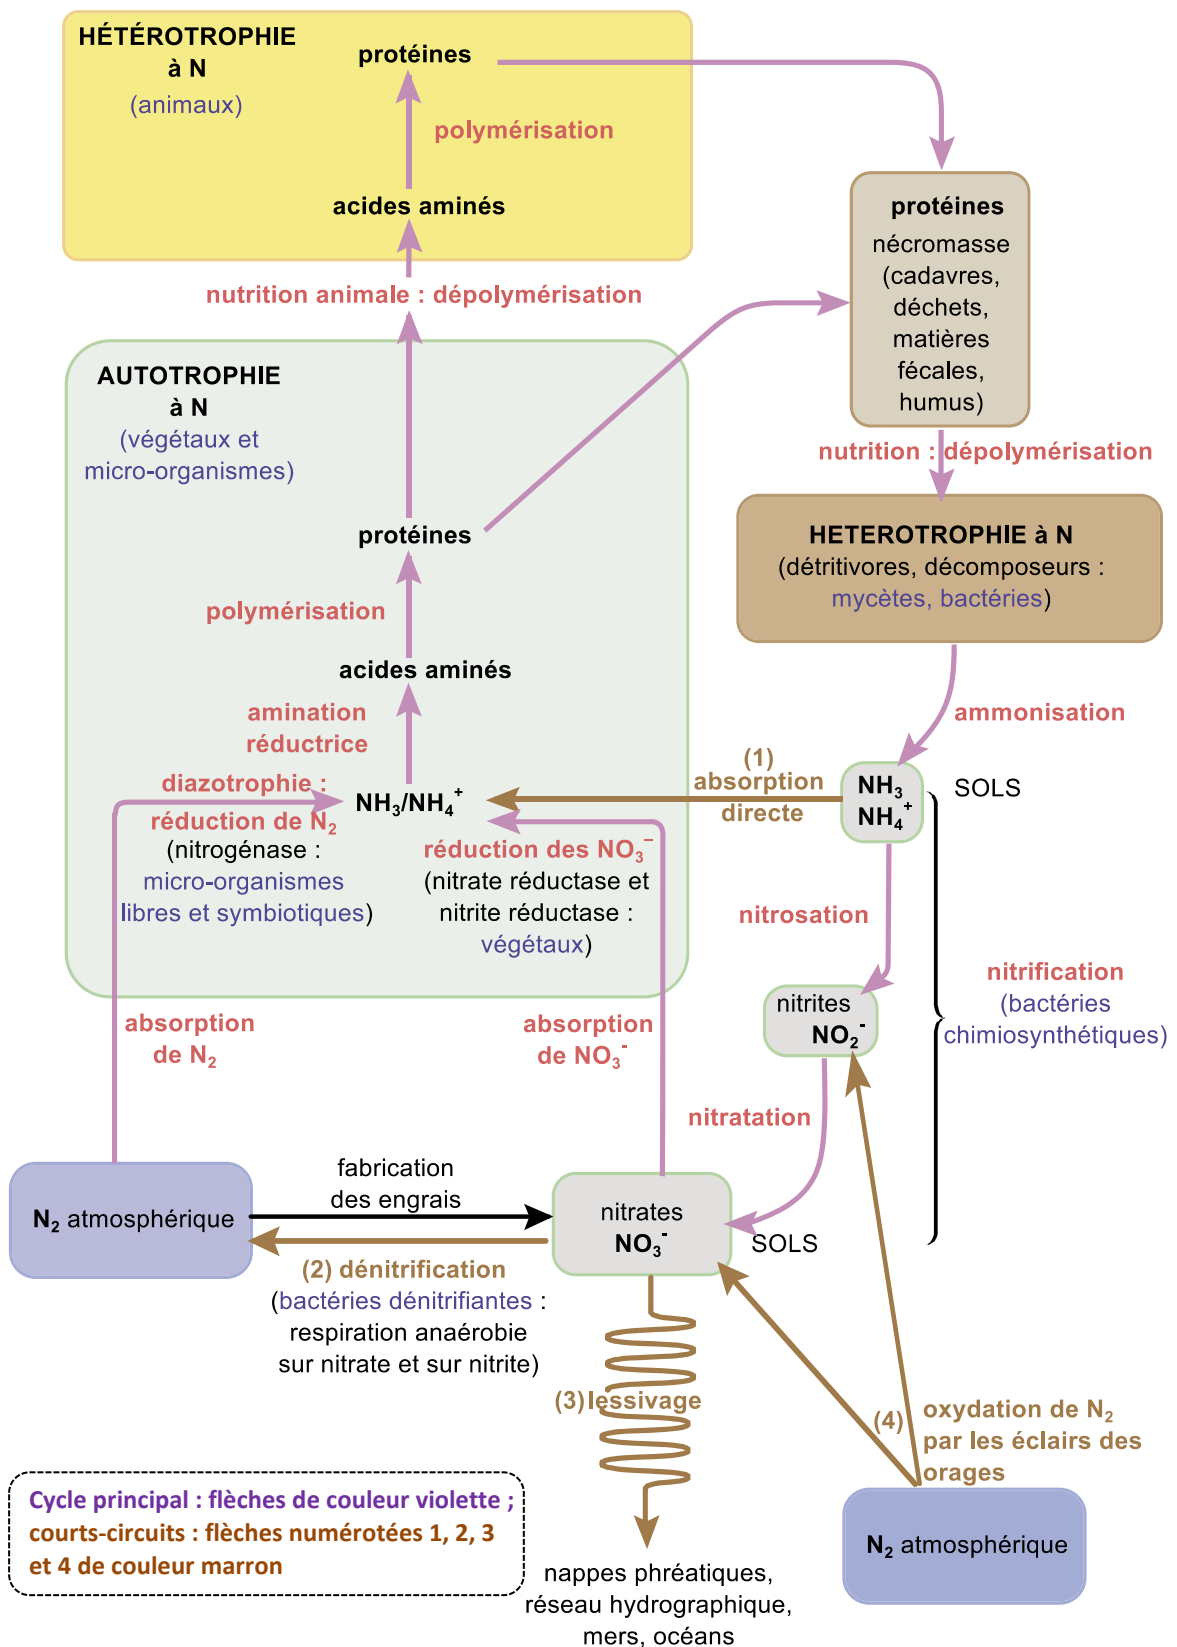 HÉTÉROTROPHIE
à N
(animaux)
protéines
polymérisation
acides aminés
nutrition animale : dépolymérisation
protéines
nécromasse
(cadavres,
déchets,
matières
fécales,
humus)
nutrition : dépolymérisation
AUTOTROPHIE
à N
(végétaux et
micro-organismes)
protéines
polymérisation
acides aminés
amination
réductrice
diazotrophie :
réduction de N₂
(nitrogénase :
micro-organismes
libres et symbiotiques)
NH₃/NH₄⁺
réduction des NO₃⁻
(nitrate réductase et
nitrite réductase :
végétaux)
HETEROTROPHIE à N
(détritivores, décomposeurs :
mycètes, bactéries)
ammonisation
(1)
absorption
directe
NH₃
NH₄⁺
SOLS
nitrosation
nitrification
(bactéries
chimiosynthétiques)
nitrites
NO₂⁻
absorption
de N₂
absorption
de NO₃⁻
nitratation
N₂ atmosphérique
fabrication
des engrais
nitrates
NO₃⁻
SOLS
(2) dénitrification
(bactéries dénitrifiantes :
respiration anaérobie
sur nitrate et sur nitrite)
(3) lessivage
(4)
oxydation de N₂
par les éclairs des
orages
N₂ atmosphérique
nappes phréatiques,
réseau hydrographique,
mers, océans
Cycle principal : flèches de couleur violette ;
courts-circuits : flèches numérotées 1, 2, 3
et 4 de couleur marron